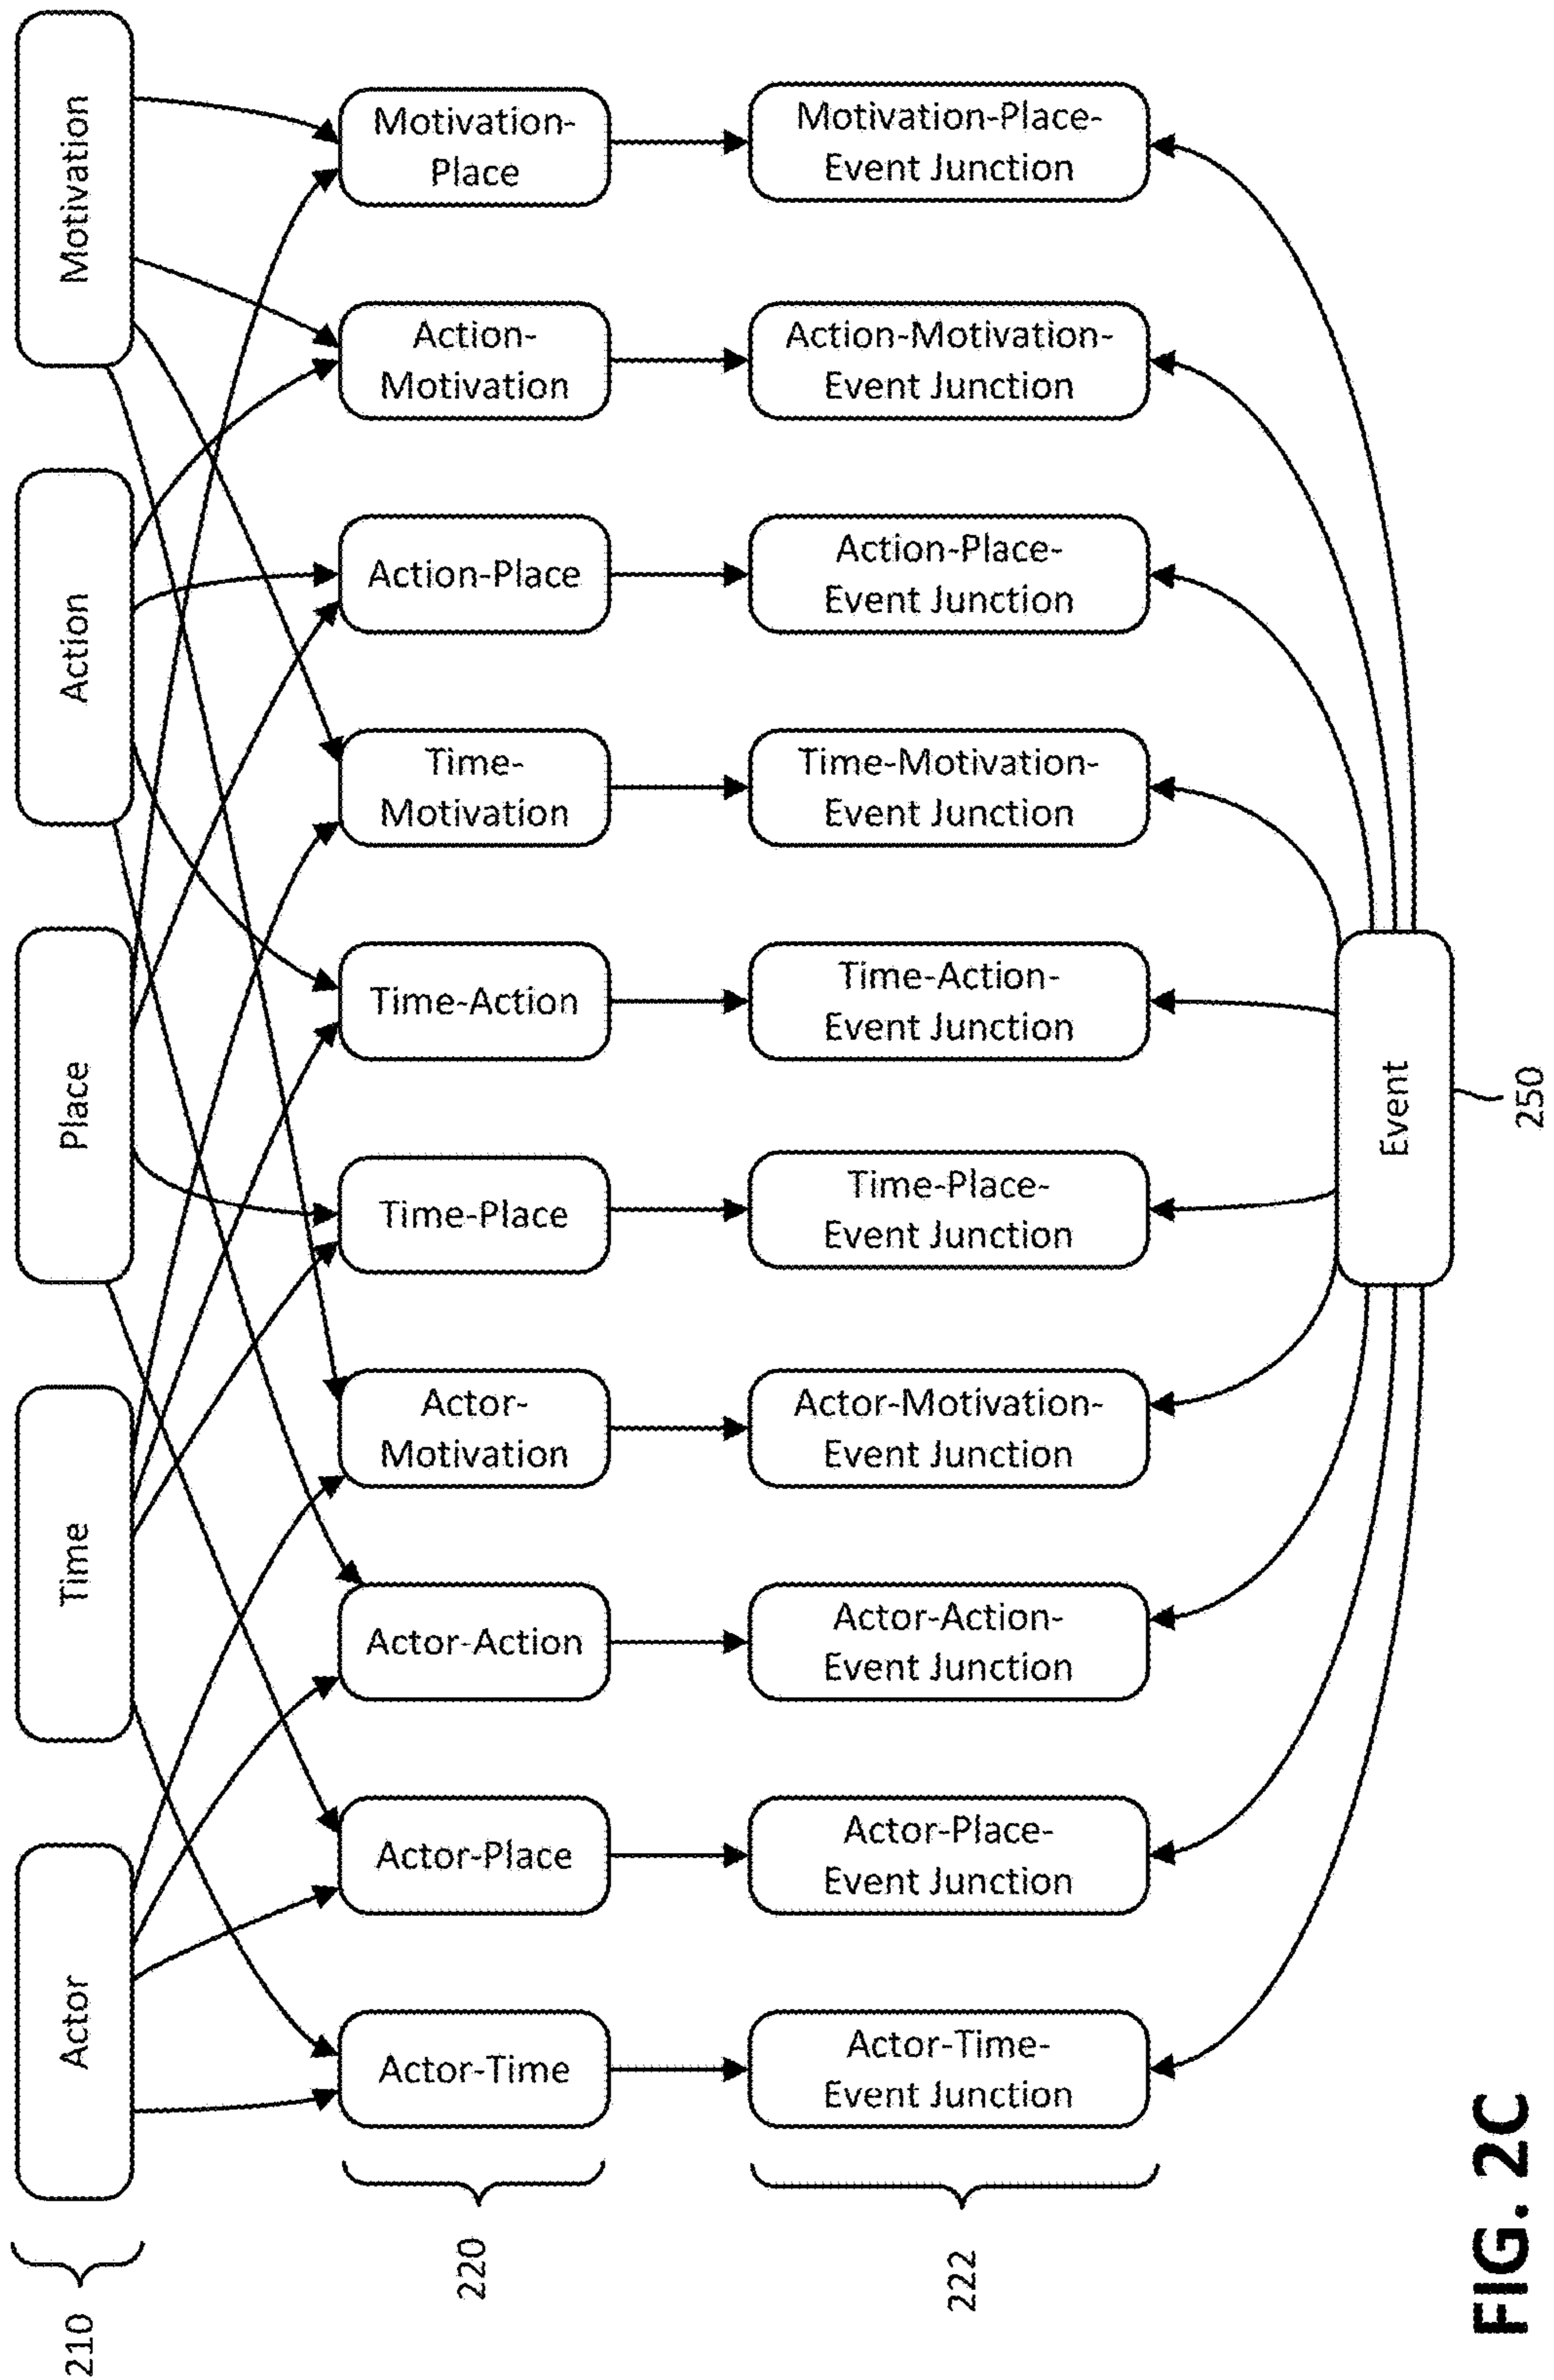 Motivation
Action
Place
Time
Actor
210
Motivation-
Place
Action-
Motivation
Action-Place
Time-
Motivation
Time-Action
Time-Place
Actor-
Motivation
Actor-Action
Actor-Place
Actor-Time
220
Motivation-Place-
Event Junction
Action-Motivation-
Event Junction
Action-Place-
Event Junction
Time-Motivation-
Event Junction
Time-Action-
Event Junction
Time-Place-
Event Junction
Actor-Motivation-
Event Junction
Actor-Action-
Event Junction
Actor-Place-
Event Junction
Actor-Time-
Event Junction
222
Event
250
FIG. 2C